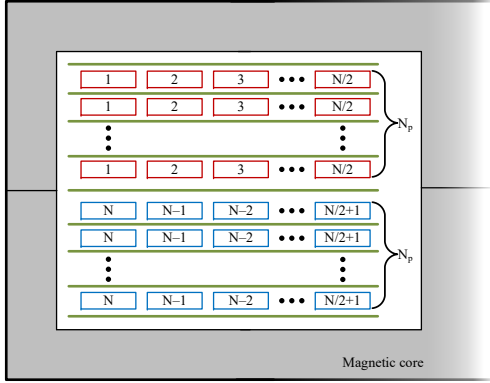 1 2 3 ••• N/2
1 2 3 ••• N/2
N_p
1 2 3 ••• N/2
N N–1 N–2 ••• N/2+1
N N–1 N–2 ••• N/2+1
N_p
N N–1 N–2 ••• N/2+1
Magnetic core